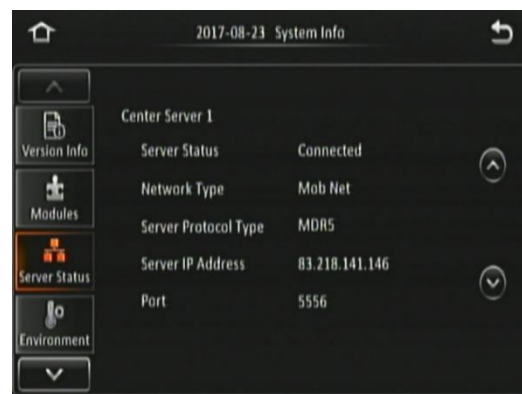 2017-08-23 System Info
Version Info
Modules
Server Status
Environment
Center Server 1
Server Status Connected
Network Type Mob Net
Server Protocol Type MDR5
Server IP Address 83.218.141.146
Port 5556